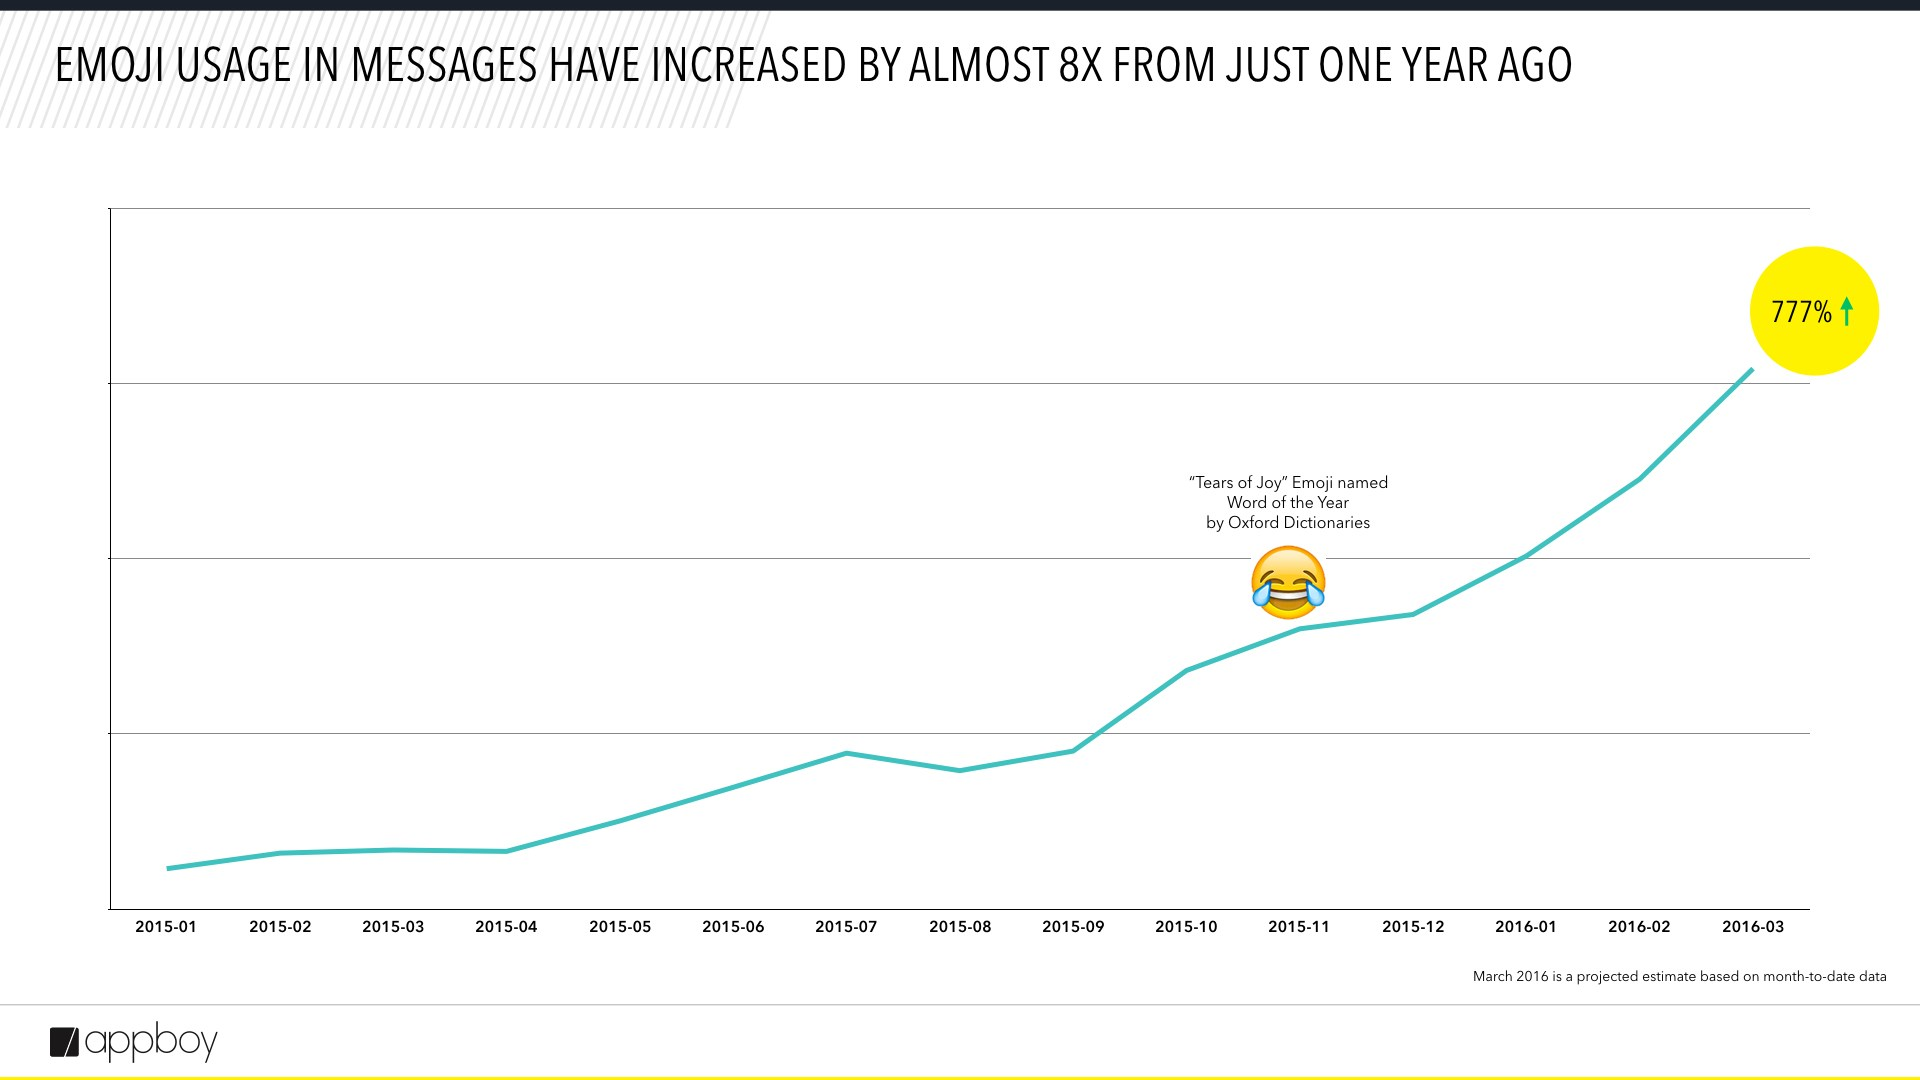 EMOJI USAGE IN MESSAGES HAVE INCREASED BY ALMOST 8X FROM JUST ONE YEAR AGO
777%
“Tears of Joy” Emoji named
Word of the Year
by Oxford Dictionaries
2015-01 2015-02 2015-03 2015-04 2015-05 2015-06 2015-07 2015-08 2015-09 2015-10 2015-11 2015-12 2016-01 2016-02 2016-03
March 2016 is a projected estimate based on month-to-date data
appboy